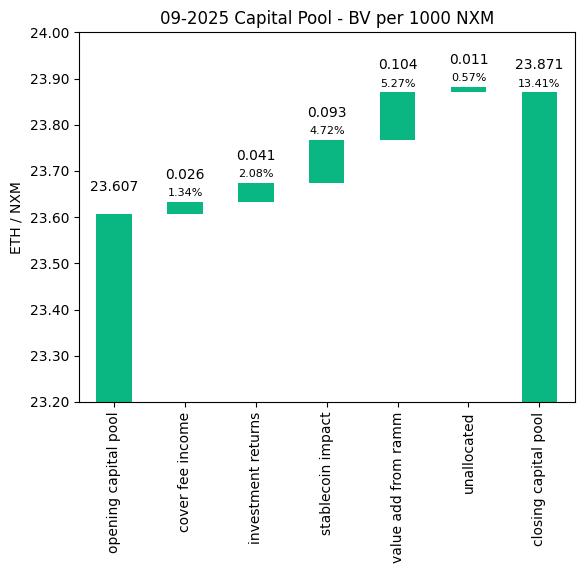 09-2025 Capital Pool - BV per 1000 NXM
ETH / NXM
24.00
23.90
23.80
23.70
23.60
23.50
23.40
23.30
23.20
23.607
0.026
1.34%
0.041
2.08%
0.093
4.72%
0.104
5.27%
0.011
0.57%
23.871
13.41%
opening capital pool
cover fee income
investment returns
stablecoin impact
value add from ramm
unallocated
closing capital pool